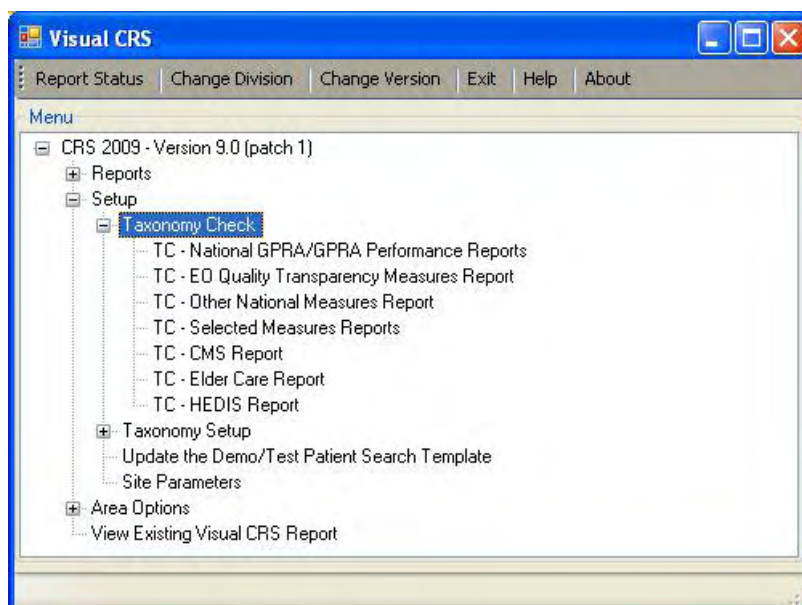 Visual CRS
Report Status Change Division Change Version Exit Help About
Menu
CRS 2009 - Version 9.0 (patch 1)
Reports
Setup
Taxonomy Check
TC - National GPRA/GPRA Performance Reports
TC - EO Quality Transparency Measures Report
TC - Other National Measures Report
TC - Selected Measures Reports
TC - CMS Report
TC - Elder Care Report
TC - HEDIS Report
Taxonomy Setup
Update the Demo/Test Patient Search Template
Site Parameters
Area Options
View Existing Visual CRS Report